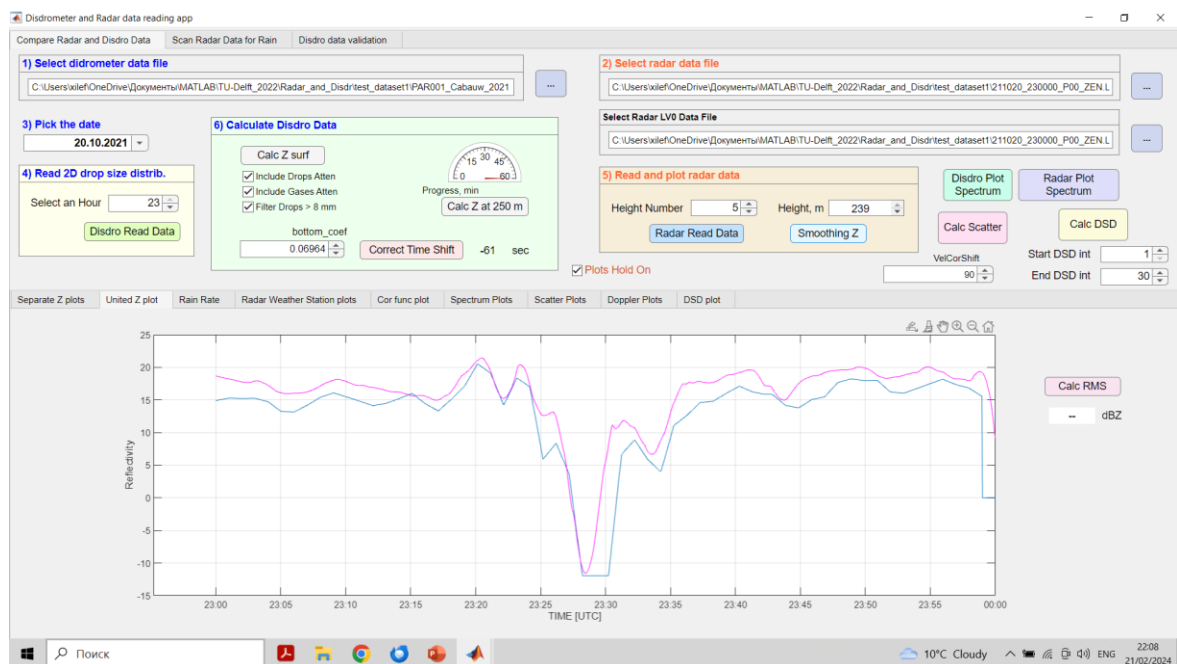 Disdrometer and Radar data reading app
Compare Radar and Disdro Data Scan Radar Data for Rain Disdro data validation
1) Select didrometer data file
C:\Users\xilef\OneDrive\Документы\MATLAB\TU-Delft_2022\Radar_and_Disdr\test_dataset1\PAR001_Cabauw_2021
...
2) Select radar data file
C:\Users\xilef\OneDrive\Документы\MATLAB\TU-Delft_2022\Radar_and_Disdr\test_dataset1\211020_230000_P00_ZEN.L
...
Select Radar LV0 Data File
C:\Users\xilef\OneDrive\Документы\MATLAB\TU-Delft_2022\Radar_and_Disdr\test_dataset1\211020_230000_P00_ZEN.L
...
3) Pick the date
20.10.2021
4) Read 2D drop size distrib.
Select an Hour 23
Disdro Read Data
6) Calculate Disdro Data
Calc Z surf
Include Drops Atten
Include Gases Atten
Filter Drops > 8 mm
0 15 30 45 60
Progress, min
Calc Z at 250 m
bottom_coef
0.06964
Correct Time Shift -61 sec
5) Read and plot radar data
Height Number 5 Height, m 239
Radar Read Data Smoothing Z
Plots Hold On
Disdro Plot
Spectrum
Radar Plot
Spectrum
Calc Scatter
Calc DSD
VelCorShift
90
Start DSD int 1
End DSD int 30
Separate Z plots United Z plot Rain Rate Radar Weather Station plots Cor func plot Spectrum Plots Scatter Plots Doppler Plots DSD plot
25
20
15
10
5
0
-5
-10
-15
Reflectivity
23:00 23:05 23:10 23:15 23:20 23:25 23:30 23:35 23:40 23:45 23:50 23:55 00:00
TIME [UTC]
Calc RMS
-- dBZ
Поиск
10°C Cloudy
ENG
22:08
21/02/2024